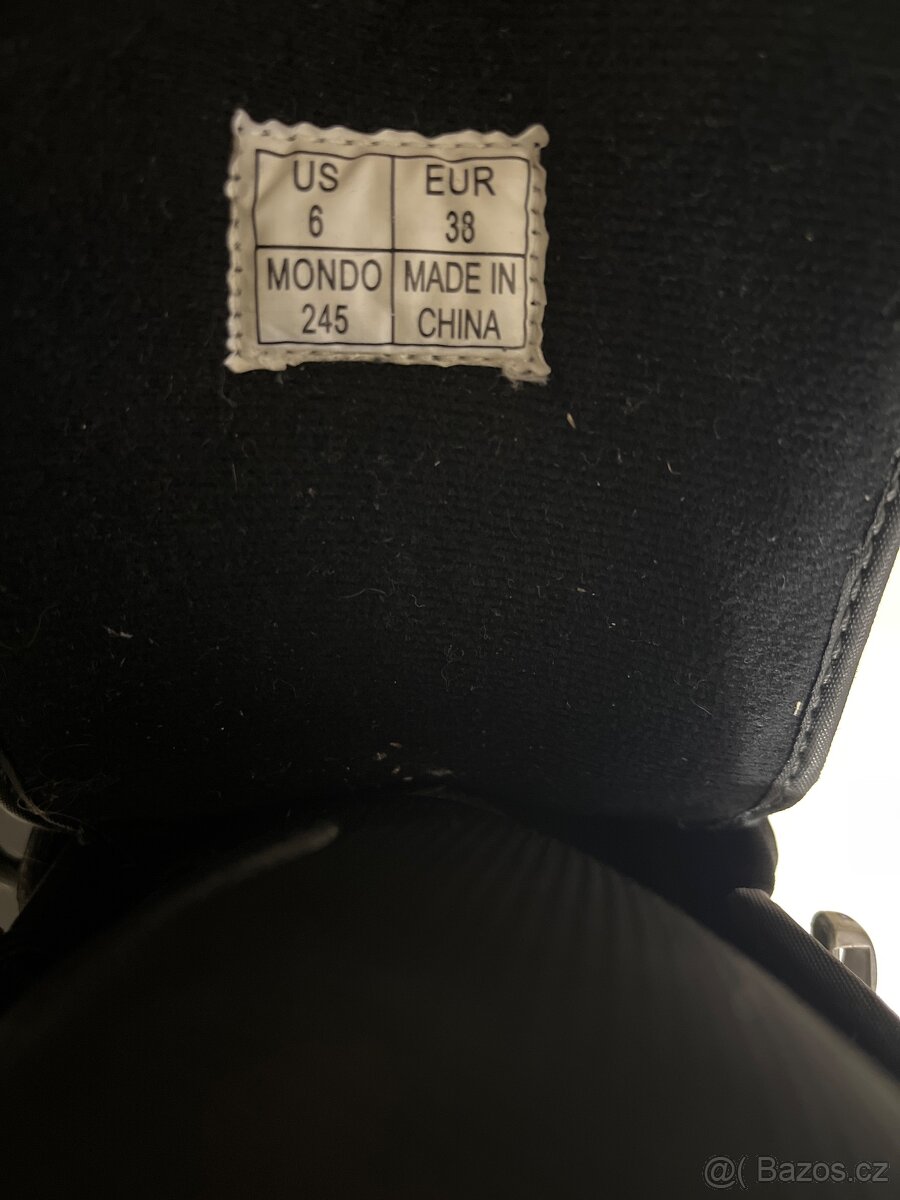 US
6
EUR
38
MONDO
245
MADE IN
CHINA
@( Bazos.cz